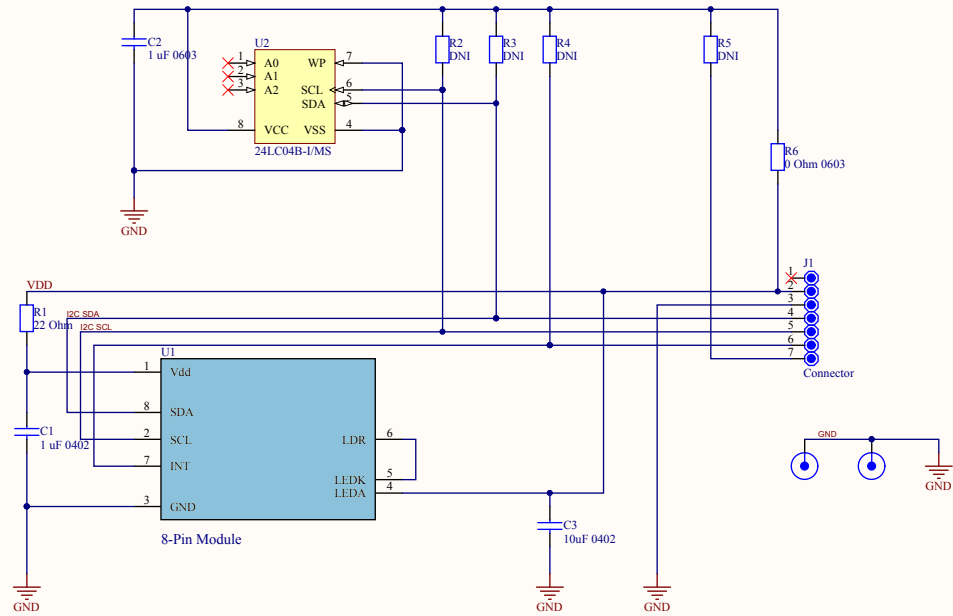 C2
1 uF 0603
U2
1
2
3
A0
A1
A2
WP
SCL
SDA
7
6
5
8
VCC
VSS
4
24LC04B-I/MS
R2
DNI
R3
DNI
R4
DNI
R5
DNI
R6
0 Ohm 0603
GND
VDD
R1
22 Ohm
I2C SDA
I2C SCL
J1
1
2
3
4
5
6
7
Connector
U1
1
Vdd
8
SDA
2
SCL
7
INT
3
GND
LDR
6
LEDK
5
LEDA
4
8-Pin Module
C1
1 uF 0402
C3
10uF 0402
GND
GND
GND
GND
GND